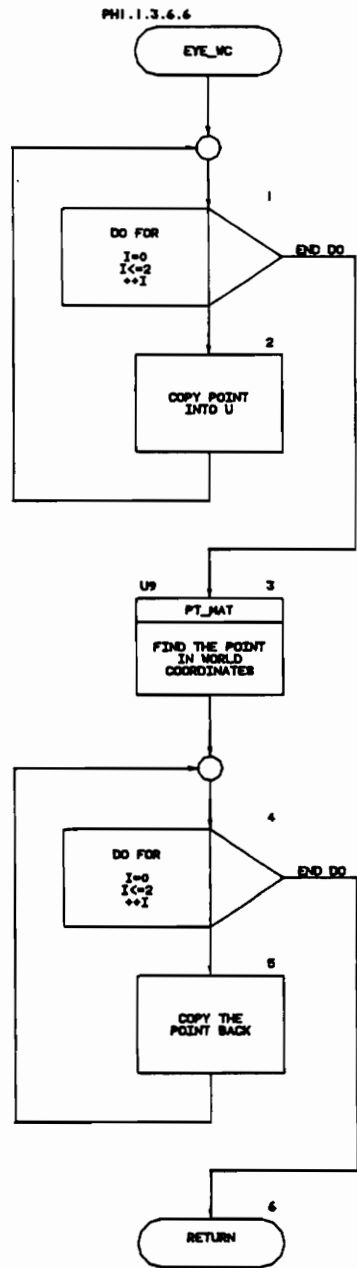 PH1.1.3.6.6
EYE_WC
1
DO FOR
I=0
I<=2
++I
END DO
2
COPY POINT
INTO U
U9
3
PT_MAT
FIND THE POINT
IN WORLD
COORDINATES
4
DO FOR
I=0
I<=2
++I
END DO
5
COPY THE
POINT BACK
6
RETURN